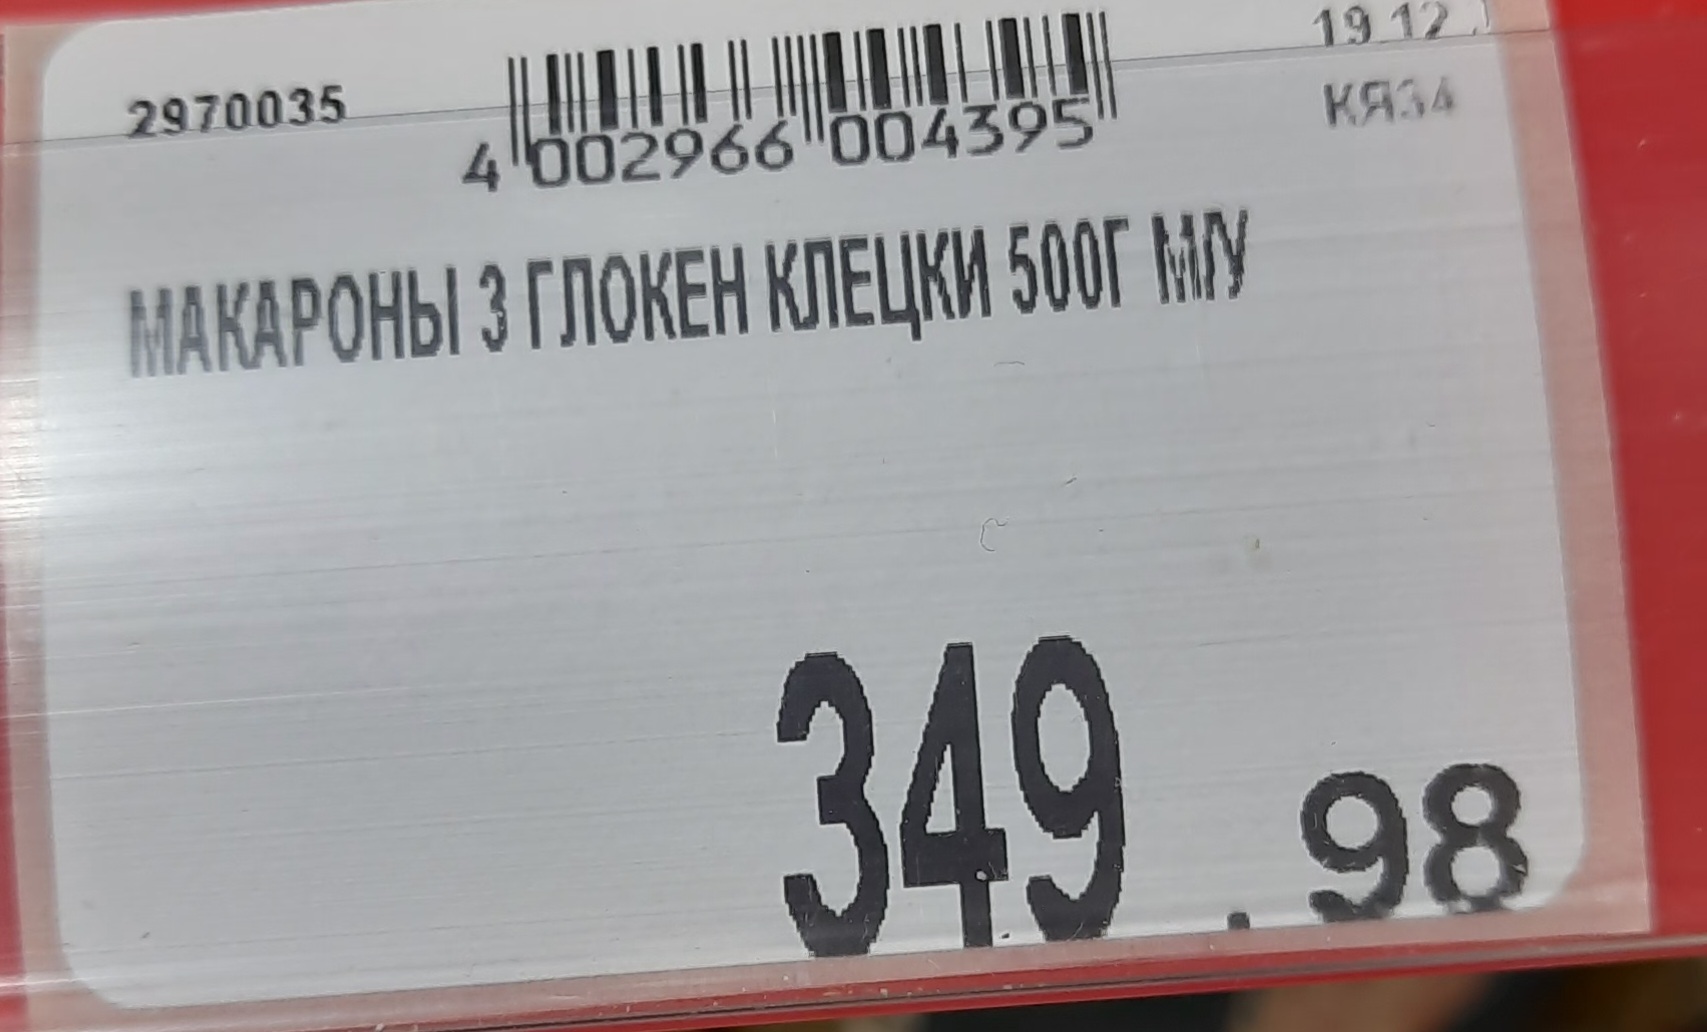 2970035
19 12
4 002966 004395
КЯ34
МАКАРОНЫ 3 ГЛОКЕН КЛЕЦКИ 500Г М/У
349.98